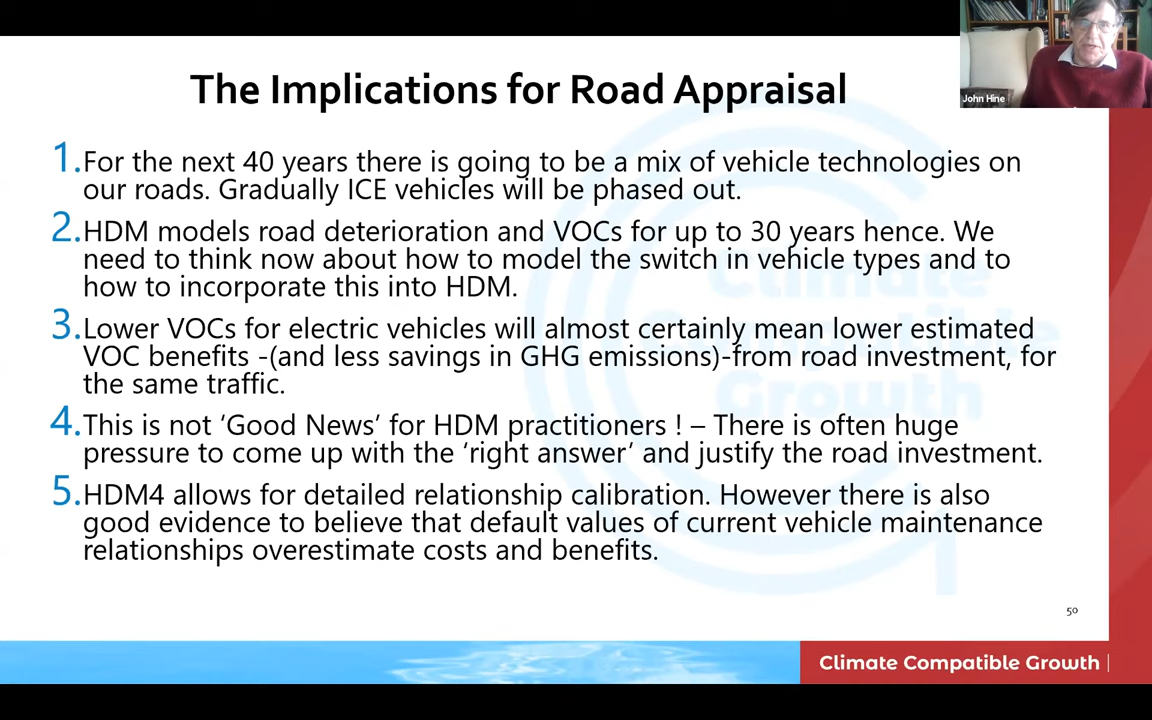 The Implications for Road Appraisal
John Hine
1. For the next 40 years there is going to be a mix of vehicle technologies on
our roads. Gradually ICE vehicles will be phased out.
2. HDM models road deterioration and VOCs for up to 30 years hence. We
need to think now about how to model the switch in vehicle types and to
how to incorporate this into HDM.
3. Lower VOCs for electric vehicles will almost certainly mean lower estimated
VOC benefits -(and less savings in GHG emissions)-from road investment, for
the same traffic.
4. This is not ‘Good News’ for HDM practitioners ! – There is often huge
pressure to come up with the ‘right answer’ and justify the road investment.
5. HDM4 allows for detailed relationship calibration. However there is also
good evidence to believe that default values of current vehicle maintenance
relationships overestimate costs and benefits.
Climate
Compatible
Growth
50
Climate Compatible Growth |